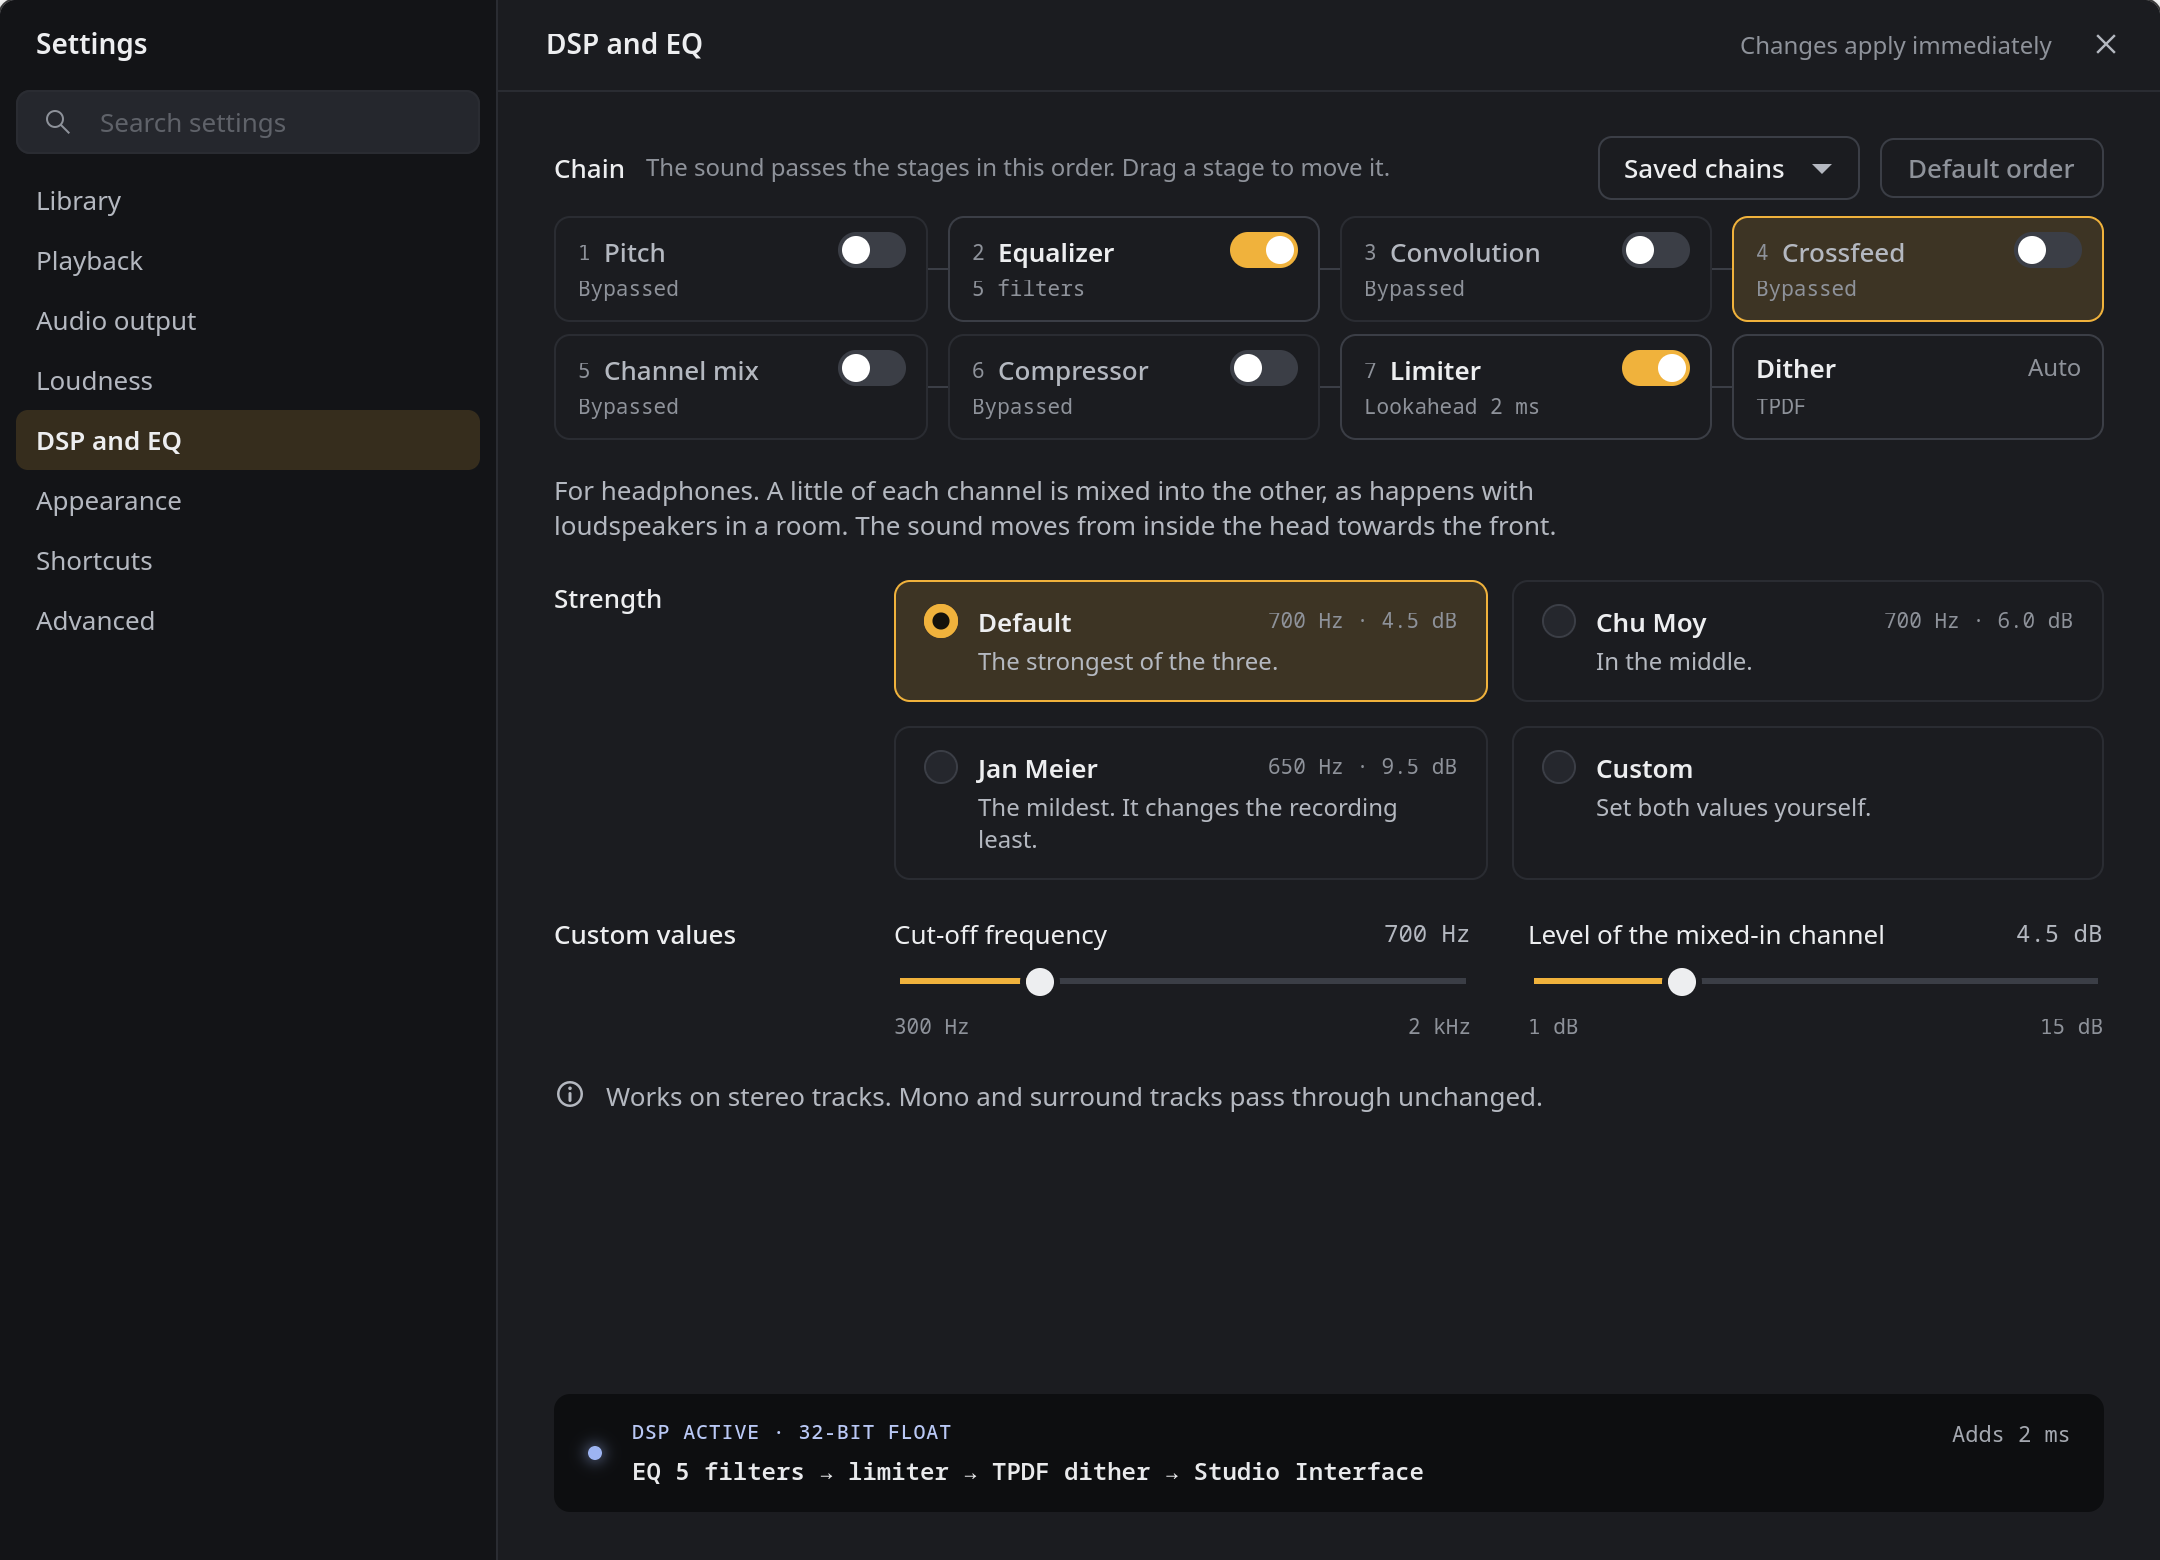 Settings
Search settings
Library
Playback
Audio output
Loudness
DSP and EQ
Appearance
Shortcuts
Advanced
DSP and EQ
Changes apply immediately
Chain The sound passes the stages in this order. Drag a stage to move it.
Saved chains
Default order
1 Pitch
Bypassed
2 Equalizer
5 filters
3 Convolution
Bypassed
4 Crossfeed
Bypassed
5 Channel mix
Bypassed
6 Compressor
Bypassed
7 Limiter
Lookahead 2 ms
Dither Auto
TPDF
For headphones. A little of each channel is mixed into the other, as happens with
loudspeakers in a room. The sound moves from inside the head towards the front.
Strength
Default 700 Hz · 4.5 dB
The strongest of the three.
Chu Moy 700 Hz · 6.0 dB
In the middle.
Jan Meier 650 Hz · 9.5 dB
The mildest. It changes the recording
least.
Custom
Set both values yourself.
Custom values
Cut-off frequency 700 Hz
300 Hz 2 kHz
Level of the mixed-in channel 4.5 dB
1 dB 15 dB
Works on stereo tracks. Mono and surround tracks pass through unchanged.
DSP ACTIVE · 32-BIT FLOAT
Adds 2 ms
EQ 5 filters → limiter → TPDF dither → Studio Interface